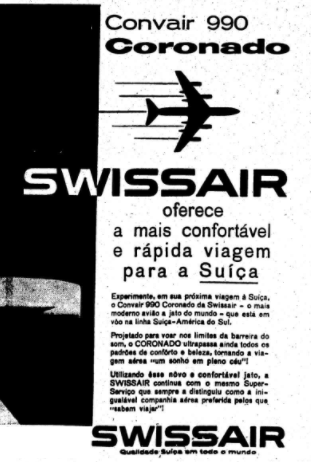 Convair 990
Coronado
SWISSAIR
oferece
a mais confortável
e rápida viagem
para a Suíça
Experimente, em sua próxima viagem á Suíça,
o Convair 990 Coronado da Swissair - o mais
moderno avião a jato do mundo - que está em
vôo na linha Suíça-América do Sul.
Projetado para voar nos limites da barreira do
som, o CORONADO ultrapassa ainda todos os
padrões de confôrto e beleza, tornando a via-
gem aérea "um sonho em pleno céu"!
Utilizando êsse nôvo e confortável jato, a
SWISSAIR continua com o mesmo Super-
Serviço que sempre a distinguiu como a ini-
gualável companhia aérea preferida pelos que
"sabem viajar"!
SWISSAIR
Qualidade Suíça em todo o mundo